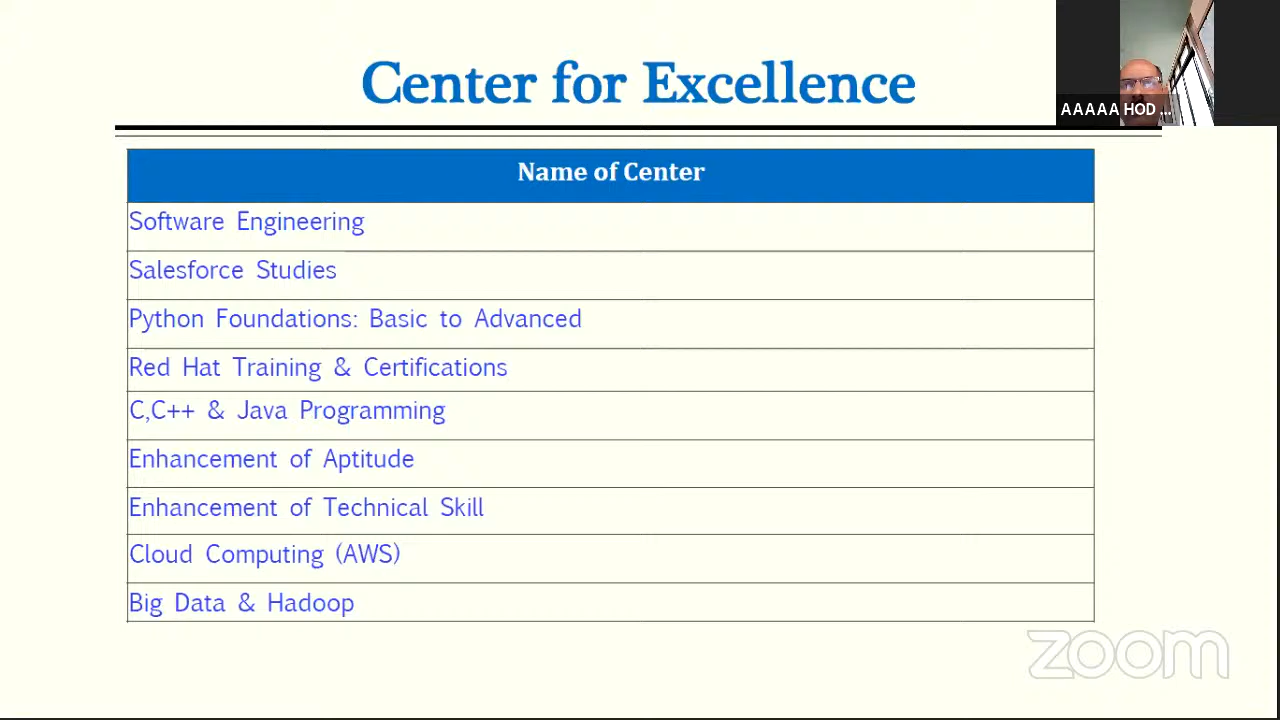 Center for Excellence
AAAAA HOD ...
Name of Center
Software Engineering
Salesforce Studies
Python Foundations: Basic to Advanced
Red Hat Training & Certifications
C,C++ & Java Programming
Enhancement of Aptitude
Enhancement of Technical Skill
Cloud Computing (AWS)
Big Data & Hadoop
zoom